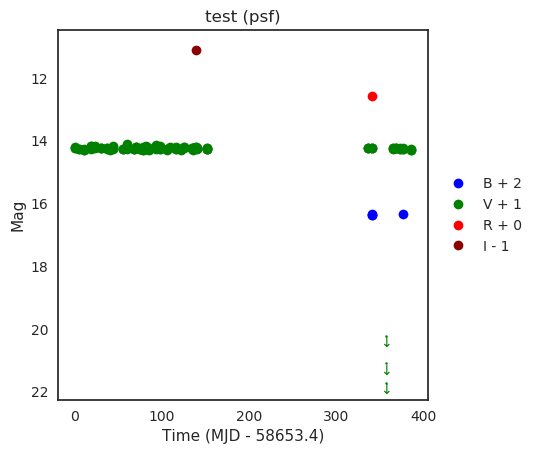 test (psf)
Mag
12
14
16
18
20
22
0 100 200 300 400
Time (MJD - 58653.4)
B + 2
V + 1
R + 0
I - 1